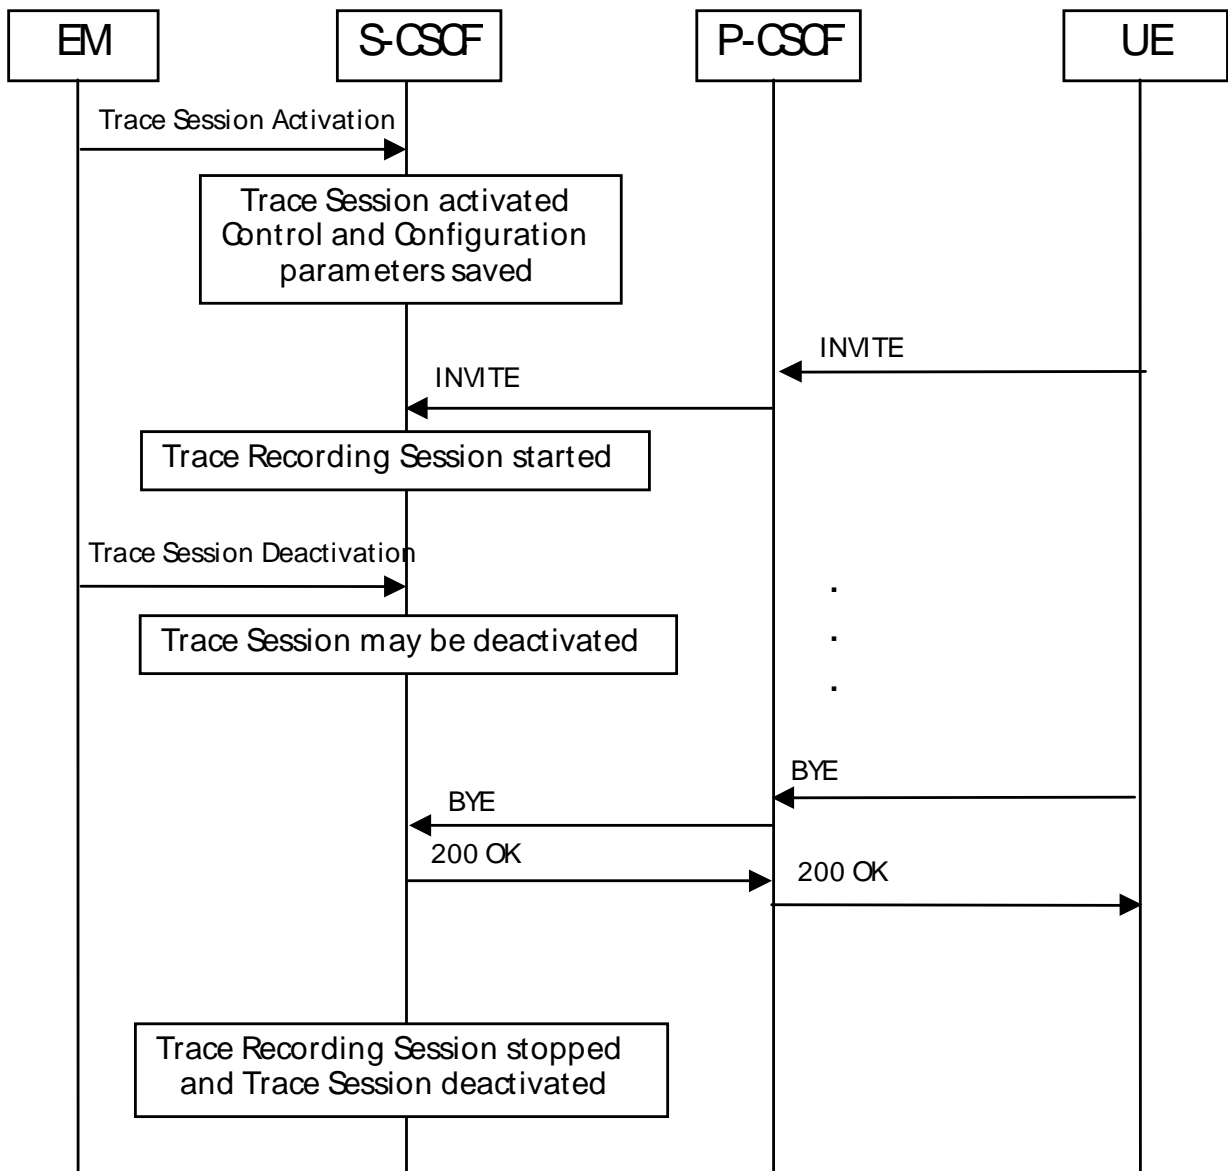 EM
S-CSCF
P-CSCF
UE
Trace Session Activation
Trace Session activated
Control and Configuration
parameters saved
INVITE
INVITE
Trace Recording Session started
Trace Session Deactivation
Trace Session may be deactivated
.
.
.
BYE
BYE
200 OK
200 OK
Trace Recording Session stopped
and Trace Session deactivated